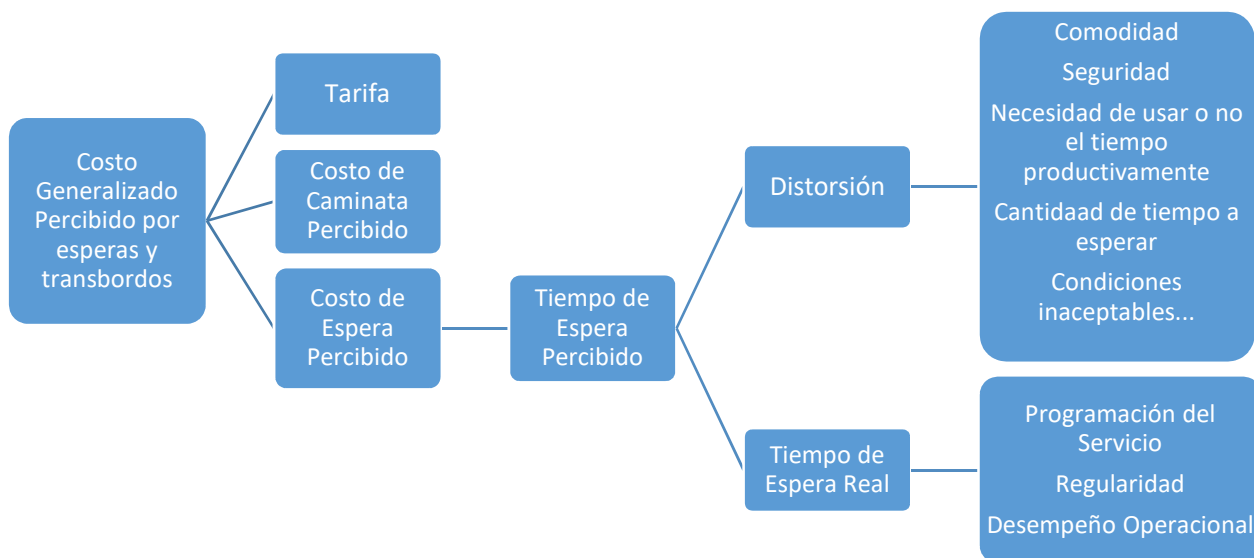 Costo
Generalizado
Percibido por
esperas y
transbordos
Tarifa
Costo de
Caminata
Percibido
Costo de
Espera
Percibido
Tiempo de
Espera
Percibido
Distorsión
Comodidad
Seguridad
Necesidad de usar o no
el tiempo
productivamente
Cantidaad de tiempo a
esperar
Condiciones
inaceptables...
Tiempo de
Espera Real
Programación del
Servicio
Regularidad
Desempeño Operacional